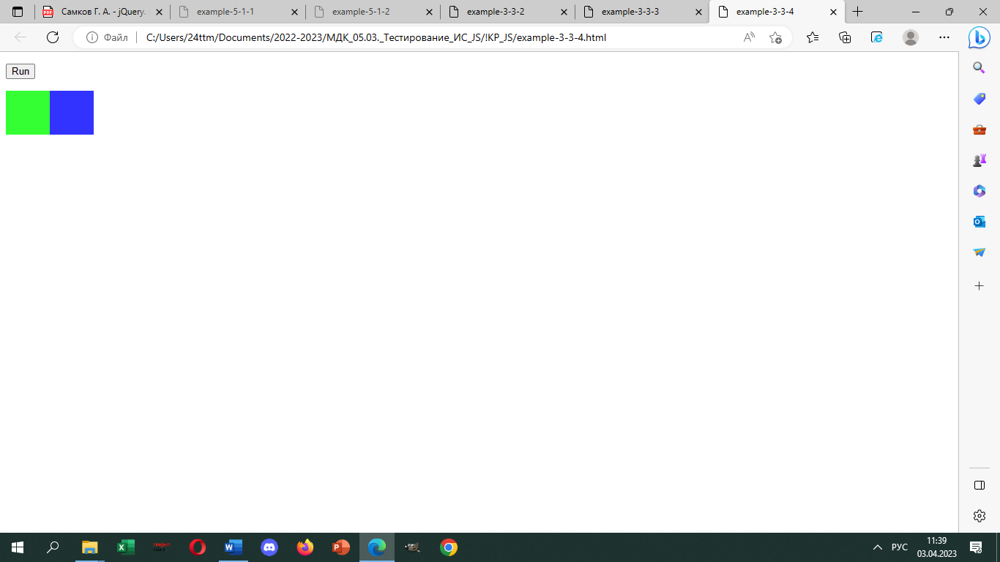 Самков Г. А. - jQuery.
example-5-1-1
example-5-1-2
example-3-3-2
example-3-3-3
example-3-3-4
Файл
C:/Users/24ttm/Documents/2022-2023/МДК_05.03._Тестирование_ИС_JS/!КР_JS/example-3-3-4.html
Run
РУС
11:39
03.04.2023